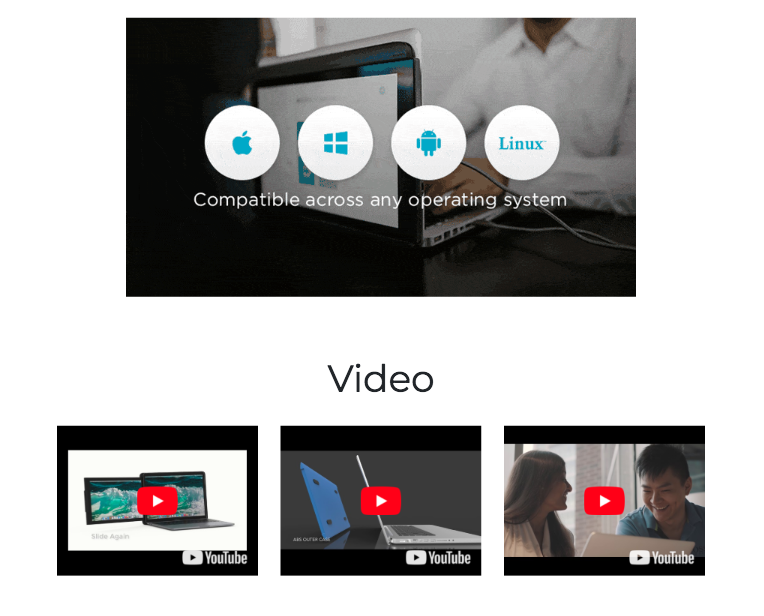 Linux
Compatible across any operating system
Video
Slide Again
YouTube
ABS OUTER CASE
YouTube
YouTube